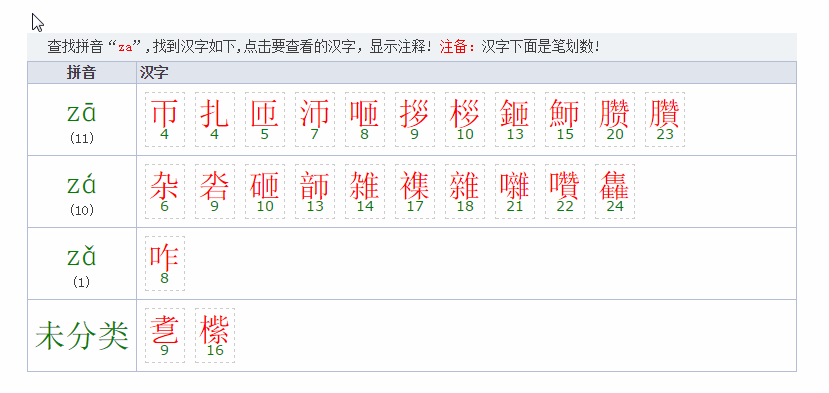 查找拼音“za”,找到汉字如下,点击要查看的汉字，显示注释! 注备: 汉字下面是笔划数!
拼音 汉字
zā 帀 扎 匝 沞 咂 拶 桚 鉔 魳 臜 臢
(11) 4 4 5 7 8 9 10 13 15 20 23
zá 杂 砉 砸 韴 雑 襍 雜 囃 囋 雥
(10) 6 9 10 13 14 17 18 21 22 24
zǎ 咋
(1) 8
未分类
9 16